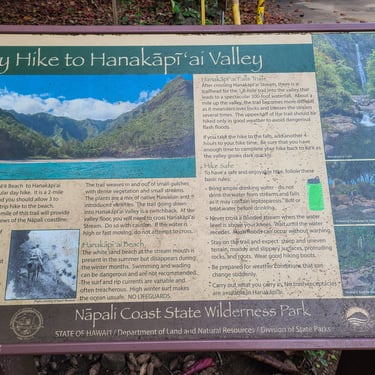 y Hike to Hanakāpī‘ai Valley
Hanakāpī‘ai Falls Trail
After crossing Hanakāpī‘ai Stream, there is a
trailhead for the 1.8 mile trail into the valley that
leads to a spectacular 300-foot waterfall. About a
mile up the valley, the trail becomes more difficult
as it meanders over rocks and crosses the stream
several times. The upper part of the trail should be
hiked only in good weather to avoid dangerous
flash floods.
If you take the hike to the falls, add another 4
hours to your hike time. Be sure that you have
enough time to complete your hike back to Kē‘ē as
the valley grows dark quickly.
Hike Safe
To have a safe and enjoyable hike, follow these
basic rules:
- Bring ample drinking water - do not
drink the water from streams and falls
as it may contain leptospirosis. Boil or
treat water before drinking.
- Never cross a flooded stream when the water
level is above your knees. Wait until the water
recedes. Flash floods can occur without warning.
- Stay on the trail and expect steep and uneven
terrain, muddy and slippery surfaces, protruding
rocks, and roots. Wear good hiking boots.
- Be prepared for weather conditions that can
change suddenly.
- Carry out what you carry in. No trash receptacles
are available in Hanakāpī‘ai.
Kē‘ē Beach to Hanakāpī‘ai
lar hike. It is a 2-mile
nd you should allow 3
trip hike to the beach.
mile of this trail will provide
views of the Nāpali coastline.
The trail weaves in and out of small gulches
with dense vegetation and small streams.
The plants are a mix of native Hawaiian and
introduced varieties. The trail going down
into Hanakāpī‘ai Valley is a switchback. At the
valley floor, you will need to cross Hanakāpī‘ai
Stream. Do so with caution. If the water is
high or fast moving, do not attempt to cross.
Hanakāpī‘ai Beach
The white sand beach at the stream mouth is
present in the summer but disappears during
the winter months. Swimming and wading
can be dangerous and are not recommended.
The surf and rip currents are variable and
often treacherous. High winter surf makes
the ocean unsafe. NO LIFEGUARDS.
Nāpali Coast State Wilderness Park
STATE OF HAWAI‘I / Department of Land and Natural Resources / Division of State Parks